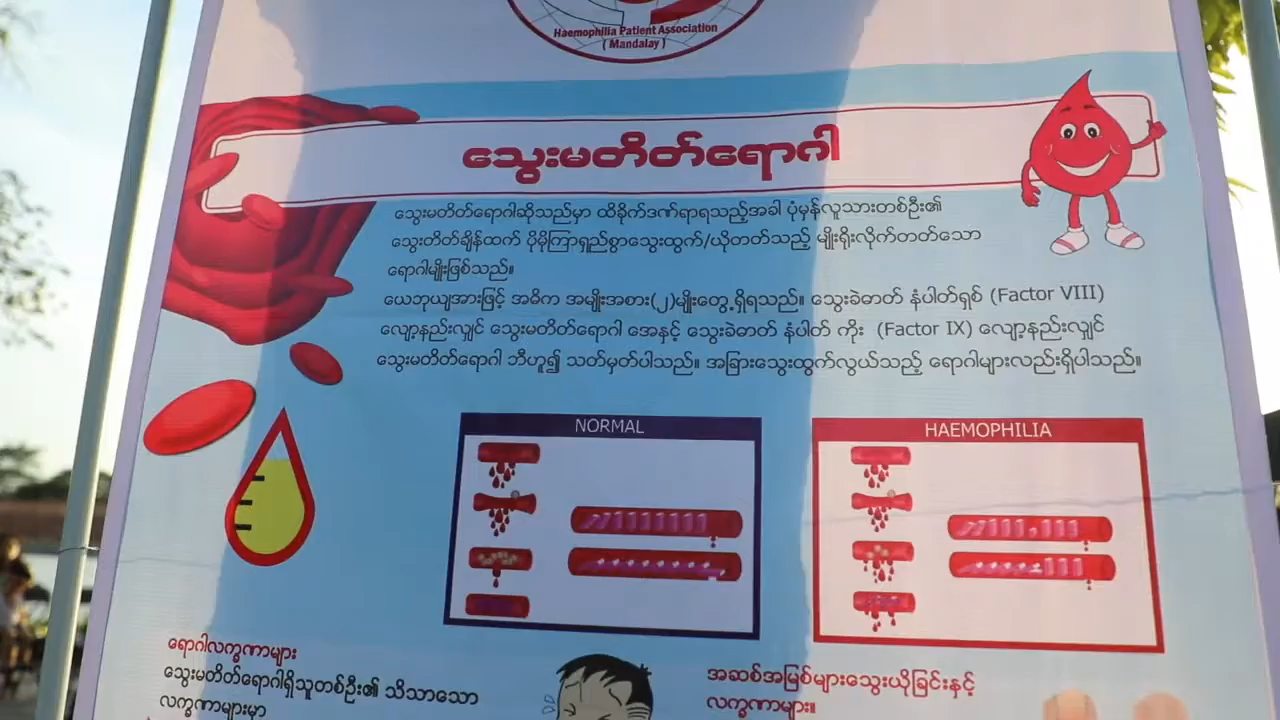 Haemophilia Patient Association
( Mandalay )
သွေးမတိတ်ရောဂါ
သွေးမတိတ်ရောဂါဆိုသည်မှာ ထိခိုက်ဒဏ်ရာရသည့်အခါ ပုံမှန်လူသားတစ်ဦး၏
သွေးတိတ်ချိန်ထက် ပိုမိုကြာရှည်စွာသွေးထွက်/ယိုတတ်သည့် မျိုးရိုးလိုက်တတ်သော
ရောဂါမျိုးဖြစ်သည်။
ယေဘုယျအားဖြင့် အဓိက အမျိုးအစား(၂)မျိုးတွေ့ရှိရသည်။ သွေးခဲဓာတ် နံပါတ်ရှစ် (Factor VIII)
လျော့နည်းလျှင် သွေးမတိတ်ရောဂါ အေနှင့် သွေးခဲဓာတ် နံပါတ် ကိုး (Factor IX) လျော့နည်းလျှင်
သွေးမတိတ်ရောဂါ ဘီဟူ၍ သတ်မှတ်ပါသည်။ အခြားသွေးထွက်လွယ်သည့် ရောဂါများလည်းရှိပါသည်။
NORMAL
HAEMOPHILIA
ရောဂါလက္ခဏာများ
သွေးမတိတ်ရောဂါရှိသူတစ်ဦး၏ သိသာသော
လက္ခဏာများမှာ
အဆစ်အမြစ်များသွေးယိုခြင်းနှင့်
လက္ခဏာများ။